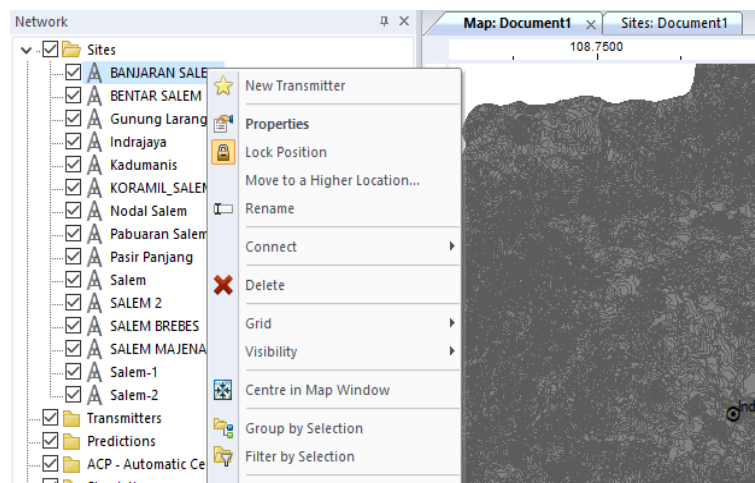 Network
Map: Document1
Sites: Document1
108.7500
Sites
BANJARAN SALE
BENTAR SALEM
Gunung Larang
Indrajaya
Kadumanis
KORAMIL_SALEM
Nodal Salem
Pabuaran Salem
Pasir Panjang
Salem
SALEM 2
SALEM BREBES
SALEM MAJENA
Salem-1
Salem-2
Transmitters
Predictions
ACP - Automatic Ce
New Transmitter
Properties
Lock Position
Move to a Higher Location...
Rename
Connect
Delete
Grid
Visibility
Centre in Map Window
Group by Selection
Filter by Selection
Ind